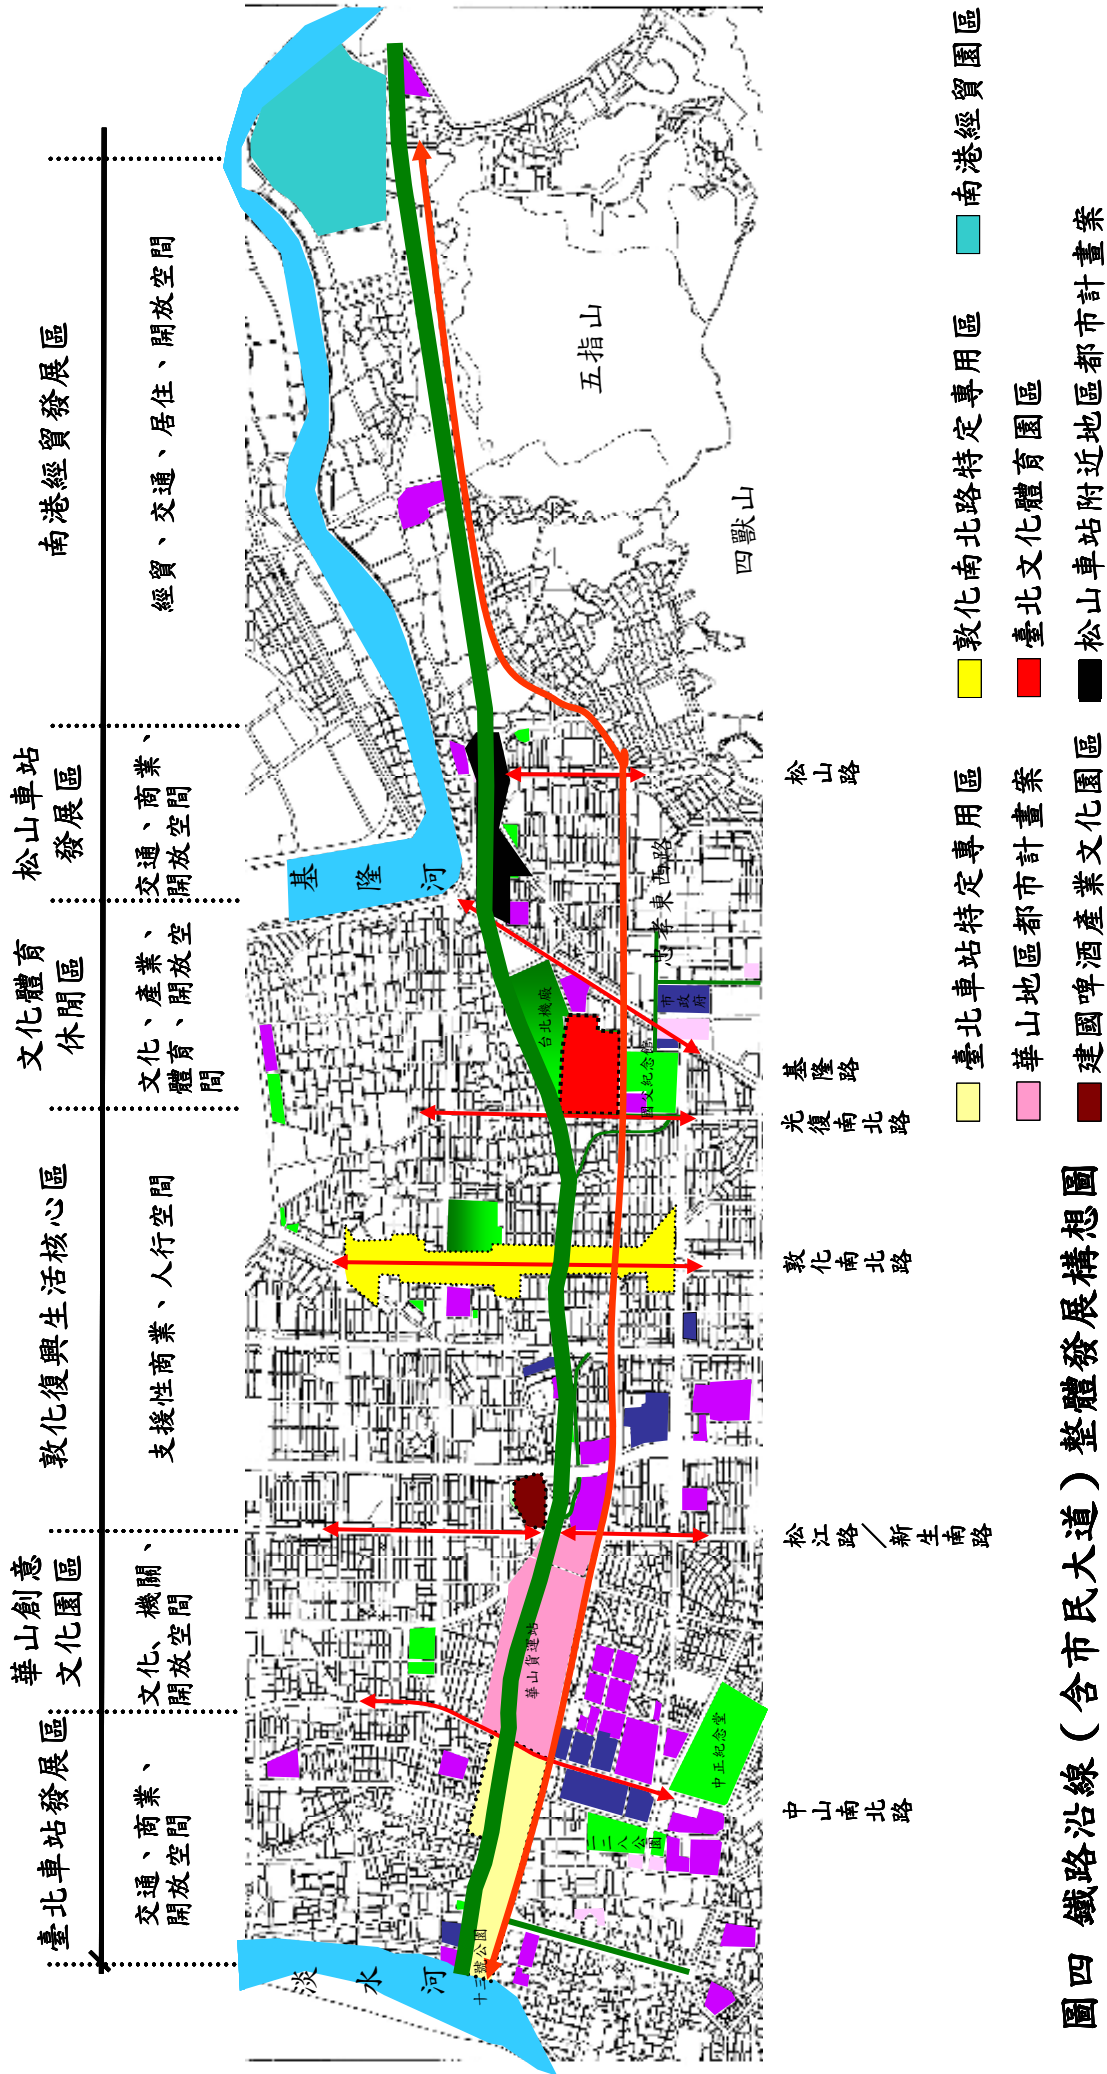 臺北車站發展區
華山創意
文化園區
敦化復興生活核心區
文化體育
休閒區
松山車站
發展區
南港經貿發展區
交通、商業、
開放空間
文化、機關、
開放空間
支援性商業、人行空間
文化、產業、
體育、開放空
間
交通、商業、
開放空間
經貿、交通、居住、開放空間
淡水河
基隆河
十三號公園
華山貨運站
二二八公園
中正紀念堂
台北機廠
國父紀念館
市政府
忠孝東西路
五指山
四獸山
中山南北路
松江路／新生南路
敦化南北路
光復南北路
基隆路
松山路
臺北車站特定專用區
敦化南北路特定專用區
南港經貿園區
華山地區都市計畫案
臺北文化體育園區
建國啤酒產業文化園區
松山車站附近地區都市計畫案
圖四 鐵路沿線（含市民大道）整體發展構想圖